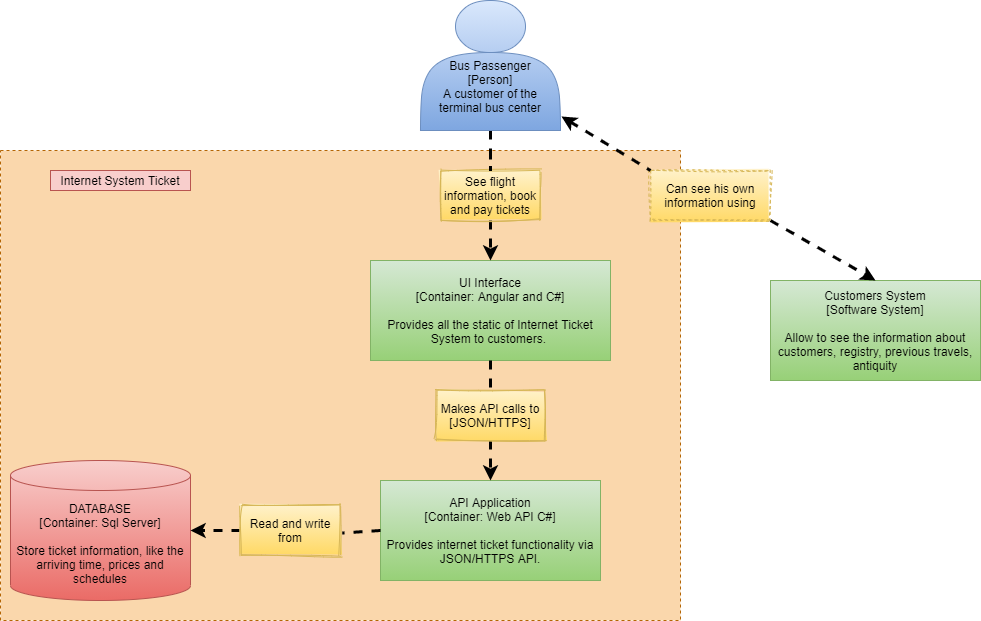 Bus Passenger
[Person]
A customer of the
terminal bus center
Internet System Ticket
See flight
information, book
and pay tickets
Can see his own
information using
UI Interface
[Container: Angular and C#]
Provides all the static of Internet Ticket
System to customers.
Customers System
[Software System]
Allow to see the information about
customers, registry, previous travels,
antiquity
Makes API calls to
[JSON/HTTPS]
API Application
[Container: Web API C#]
Provides internet ticket functionality via
JSON/HTTPS API.
Read and write
from
DATABASE
[Container: Sql Server]
Store ticket information, like the
arriving time, prices and
schedules